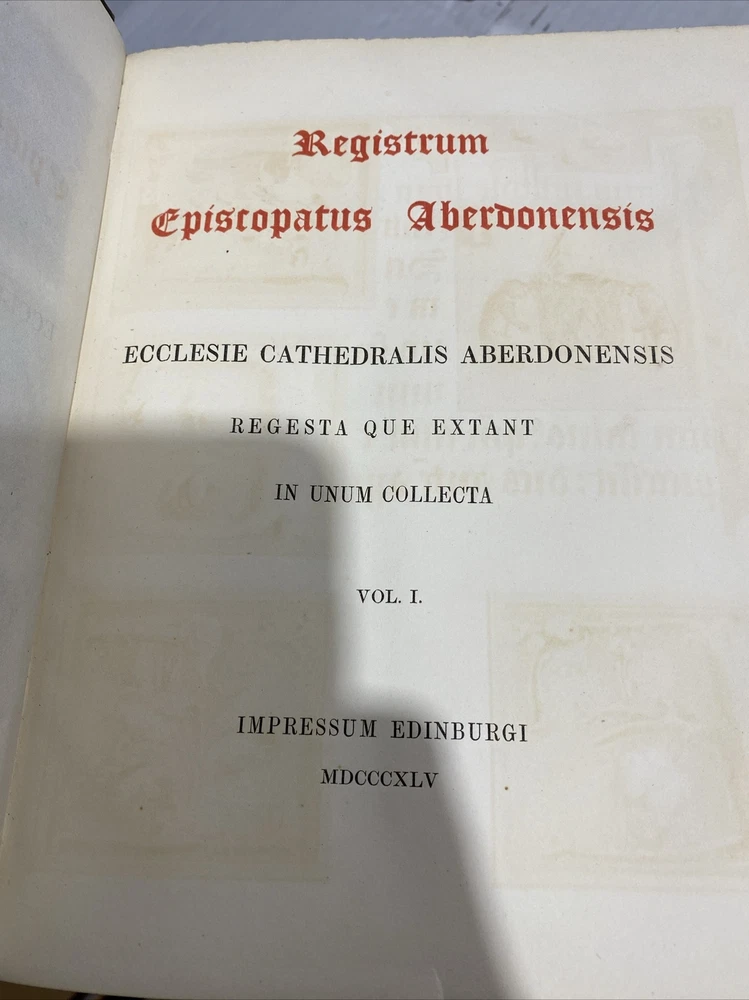 Registrum
Episcopatus Aberdonensis
ECCLESIE CATHEDRALIS ABERDONENSIS
REGESTA QUE EXTANT
IN UNUM COLLECTA
VOL. I.
IMPRESSUM EDINBURGI
MDCCCXLV